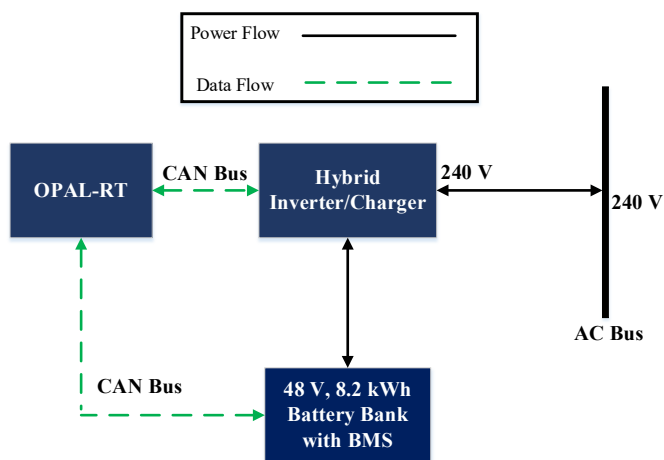 Power Flow
Data Flow
CAN Bus
OPAL-RT
Hybrid
Inverter/Charger
240 V
240 V
AC Bus
CAN Bus
48 V, 8.2 kWh
Battery Bank
with BMS